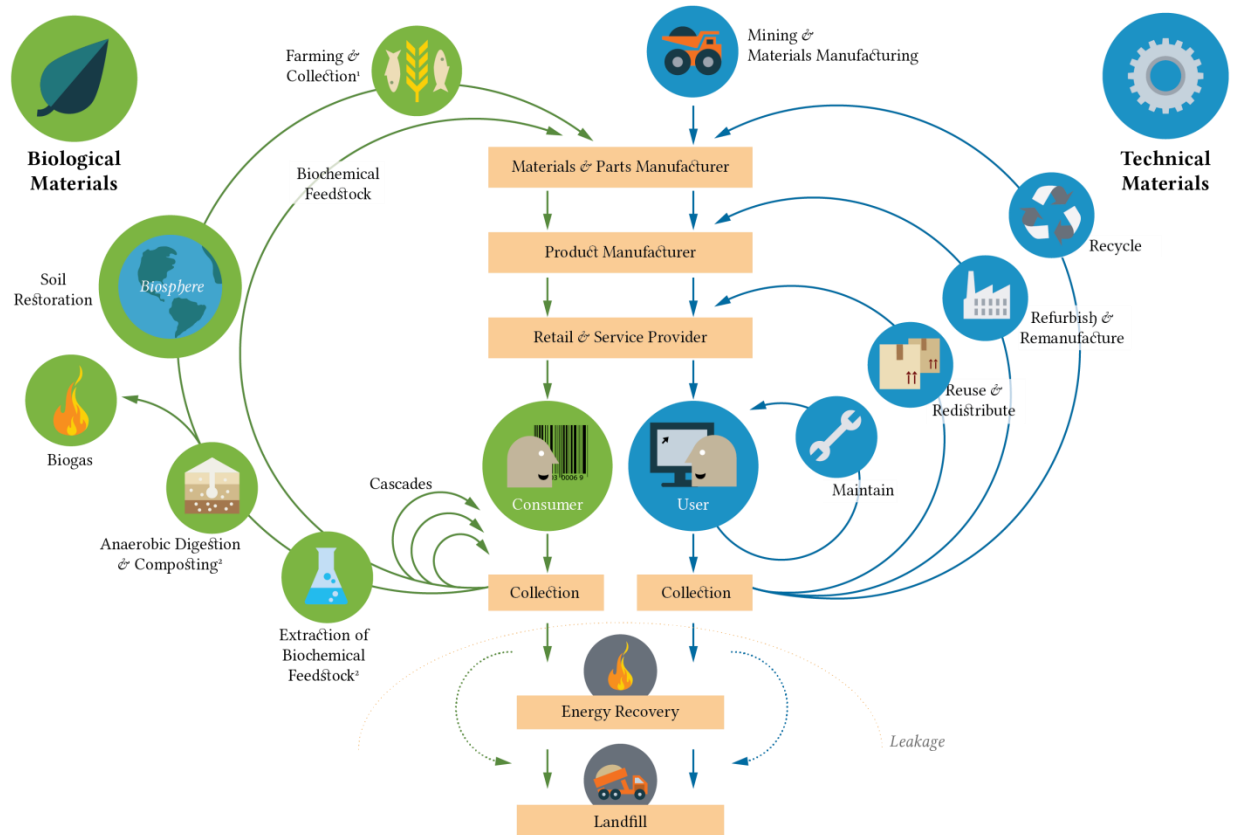 Farming &
Collection¹
Mining &
Materials Manufacturing
Biological
Materials
Technical
Materials
Materials & Parts Manufacturer
Biochemical
Feedstock
Recycle
Product Manufacturer
Soil
Restoration
Biosphere
Refurbish &
Remanufacture
Retail & Service Provider
Reuse &
Redistribute
Biogas
Cascades
Consumer
User
Maintain
Anaerobic Digestion
& Composting²
Collection
Collection
Extraction of
Biochemical
Feedstock²
Energy Recovery
Leakage
Landfill